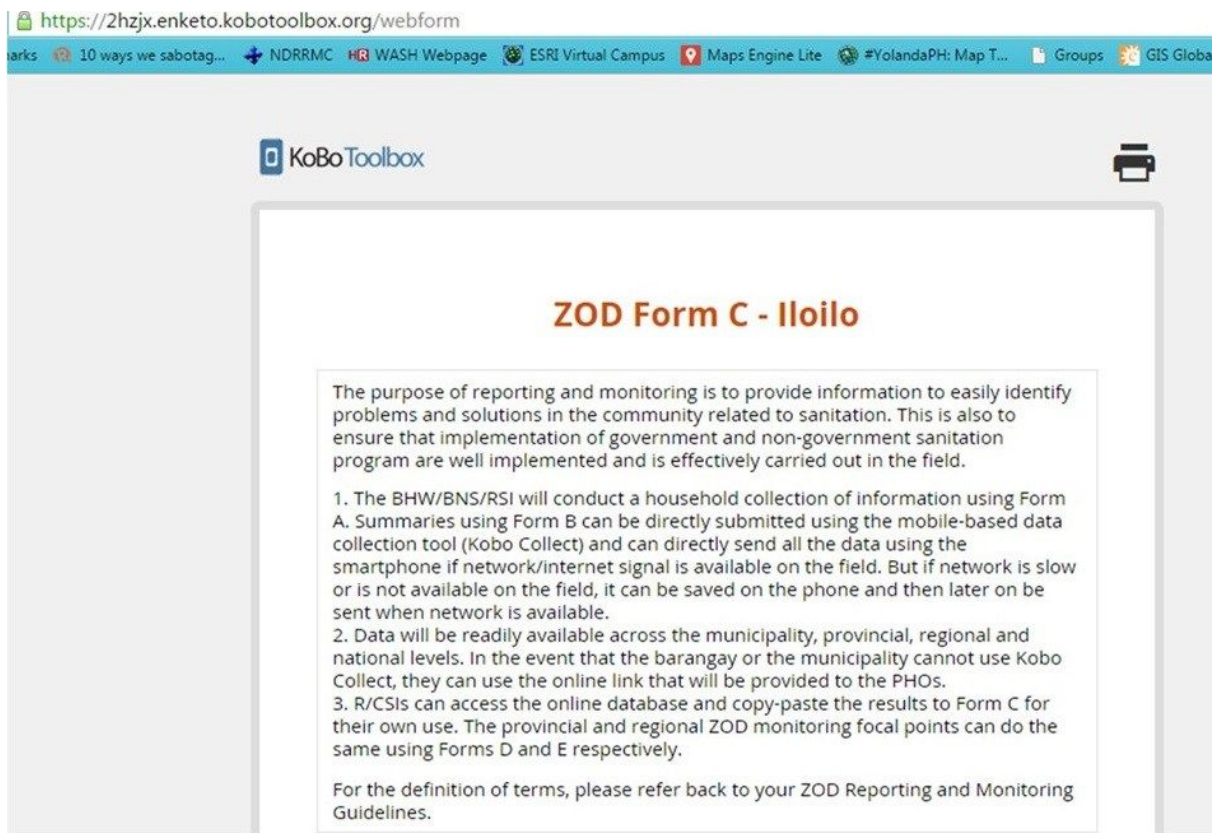 https://2hzjx.enketo.kobotoolbox.org/webform
arks 10 ways we sabotag... NDRRMC HR WASH Webpage ESRI Virtual Campus Maps Engine Lite #YolandaPH: Map T... Groups GIS Globa
KoBoToolbox
ZOD Form C - Iloilo
The purpose of reporting and monitoring is to provide information to easily identify
problems and solutions in the community related to sanitation. This is also to
ensure that implementation of government and non-government sanitation
program are well implemented and is effectively carried out in the field.
1. The BHW/BNS/RSI will conduct a household collection of information using Form
A. Summaries using Form B can be directly submitted using the mobile-based data
collection tool (Kobo Collect) and can directly send all the data using the
smartphone if network/internet signal is available on the field. But if network is slow
or is not available on the field, it can be saved on the phone and then later on be
sent when network is available.
2. Data will be readily available across the municipality, provincial, regional and
national levels. In the event that the barangay or the municipality cannot use Kobo
Collect, they can use the online link that will be provided to the PHOs.
3. R/CSIs can access the online database and copy-paste the results to Form C for
their own use. The provincial and regional ZOD monitoring focal points can do the
same using Forms D and E respectively.
For the definition of terms, please refer back to your ZOD Reporting and Monitoring
Guidelines.